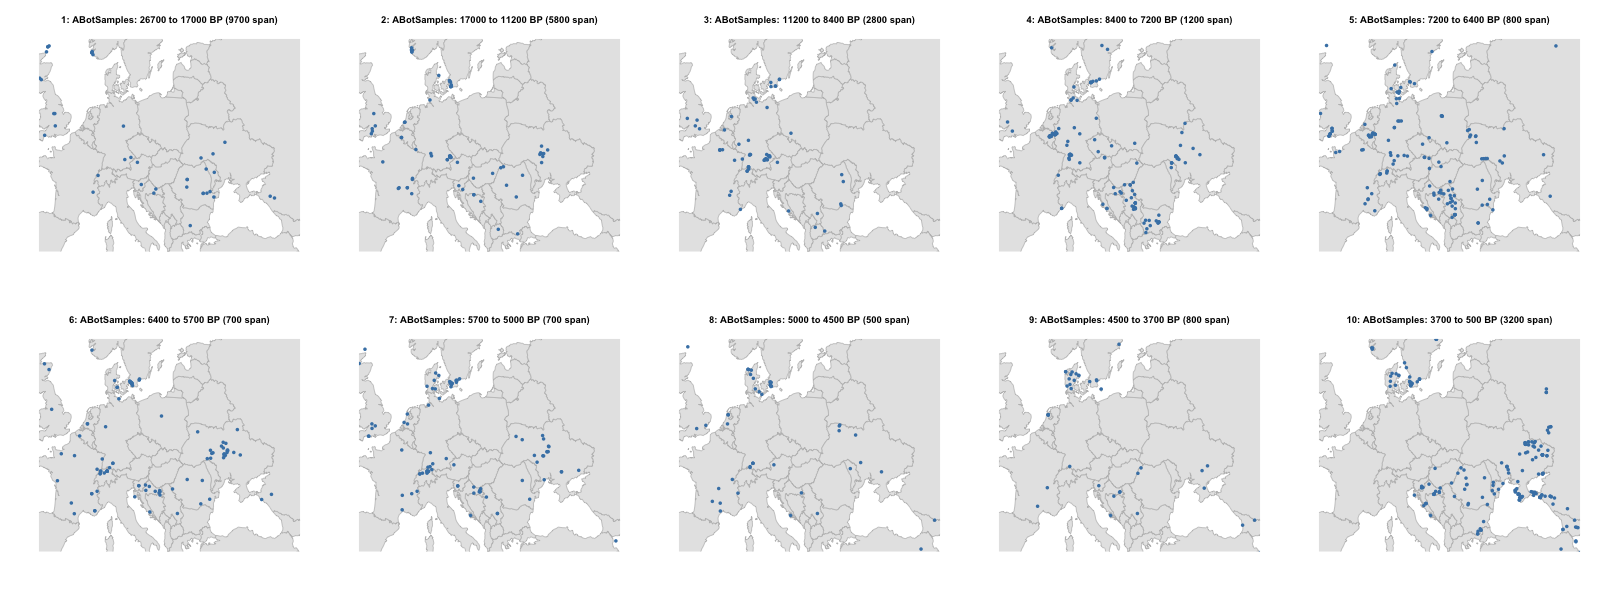 1: ABotSamples: 26700 to 17000 BP (9700 span)
2: ABotSamples: 17000 to 11200 BP (5800 span)
3: ABotSamples: 11200 to 8400 BP (2800 span)
4: ABotSamples: 8400 to 7200 BP (1200 span)
5: ABotSamples: 7200 to 6400 BP (800 span)
6: ABotSamples: 6400 to 5700 BP (700 span)
7: ABotSamples: 5700 to 5000 BP (700 span)
8: ABotSamples: 5000 to 4500 BP (500 span)
9: ABotSamples: 4500 to 3700 BP (800 span)
10: ABotSamples: 3700 to 500 BP (3200 span)